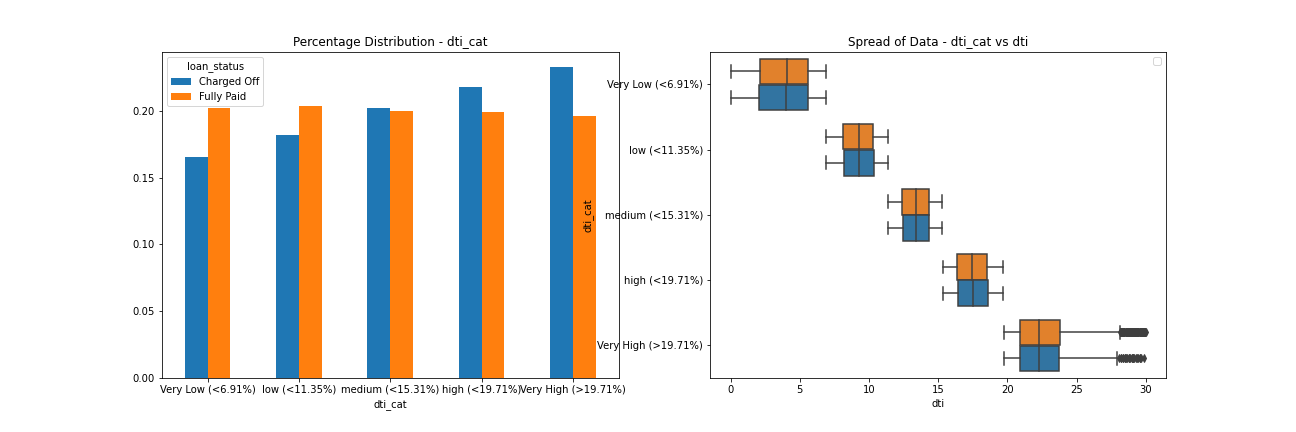 Percentage Distribution - dti_cat
loan_status
Charged Off
Fully Paid
0.20
0.15
0.10
0.05
0.00
Very Low (<6.91%)
low (<11.35%)
medium (<15.31%)
high (<19.71%)
Very High (>19.71%)
dti_cat
Spread of Data - dti_cat vs dti
dti_cat
Very Low (<6.91%)
low (<11.35%)
medium (<15.31%)
high (<19.71%)
Very High (>19.71%)
0
5
10
15
20
25
30
dti